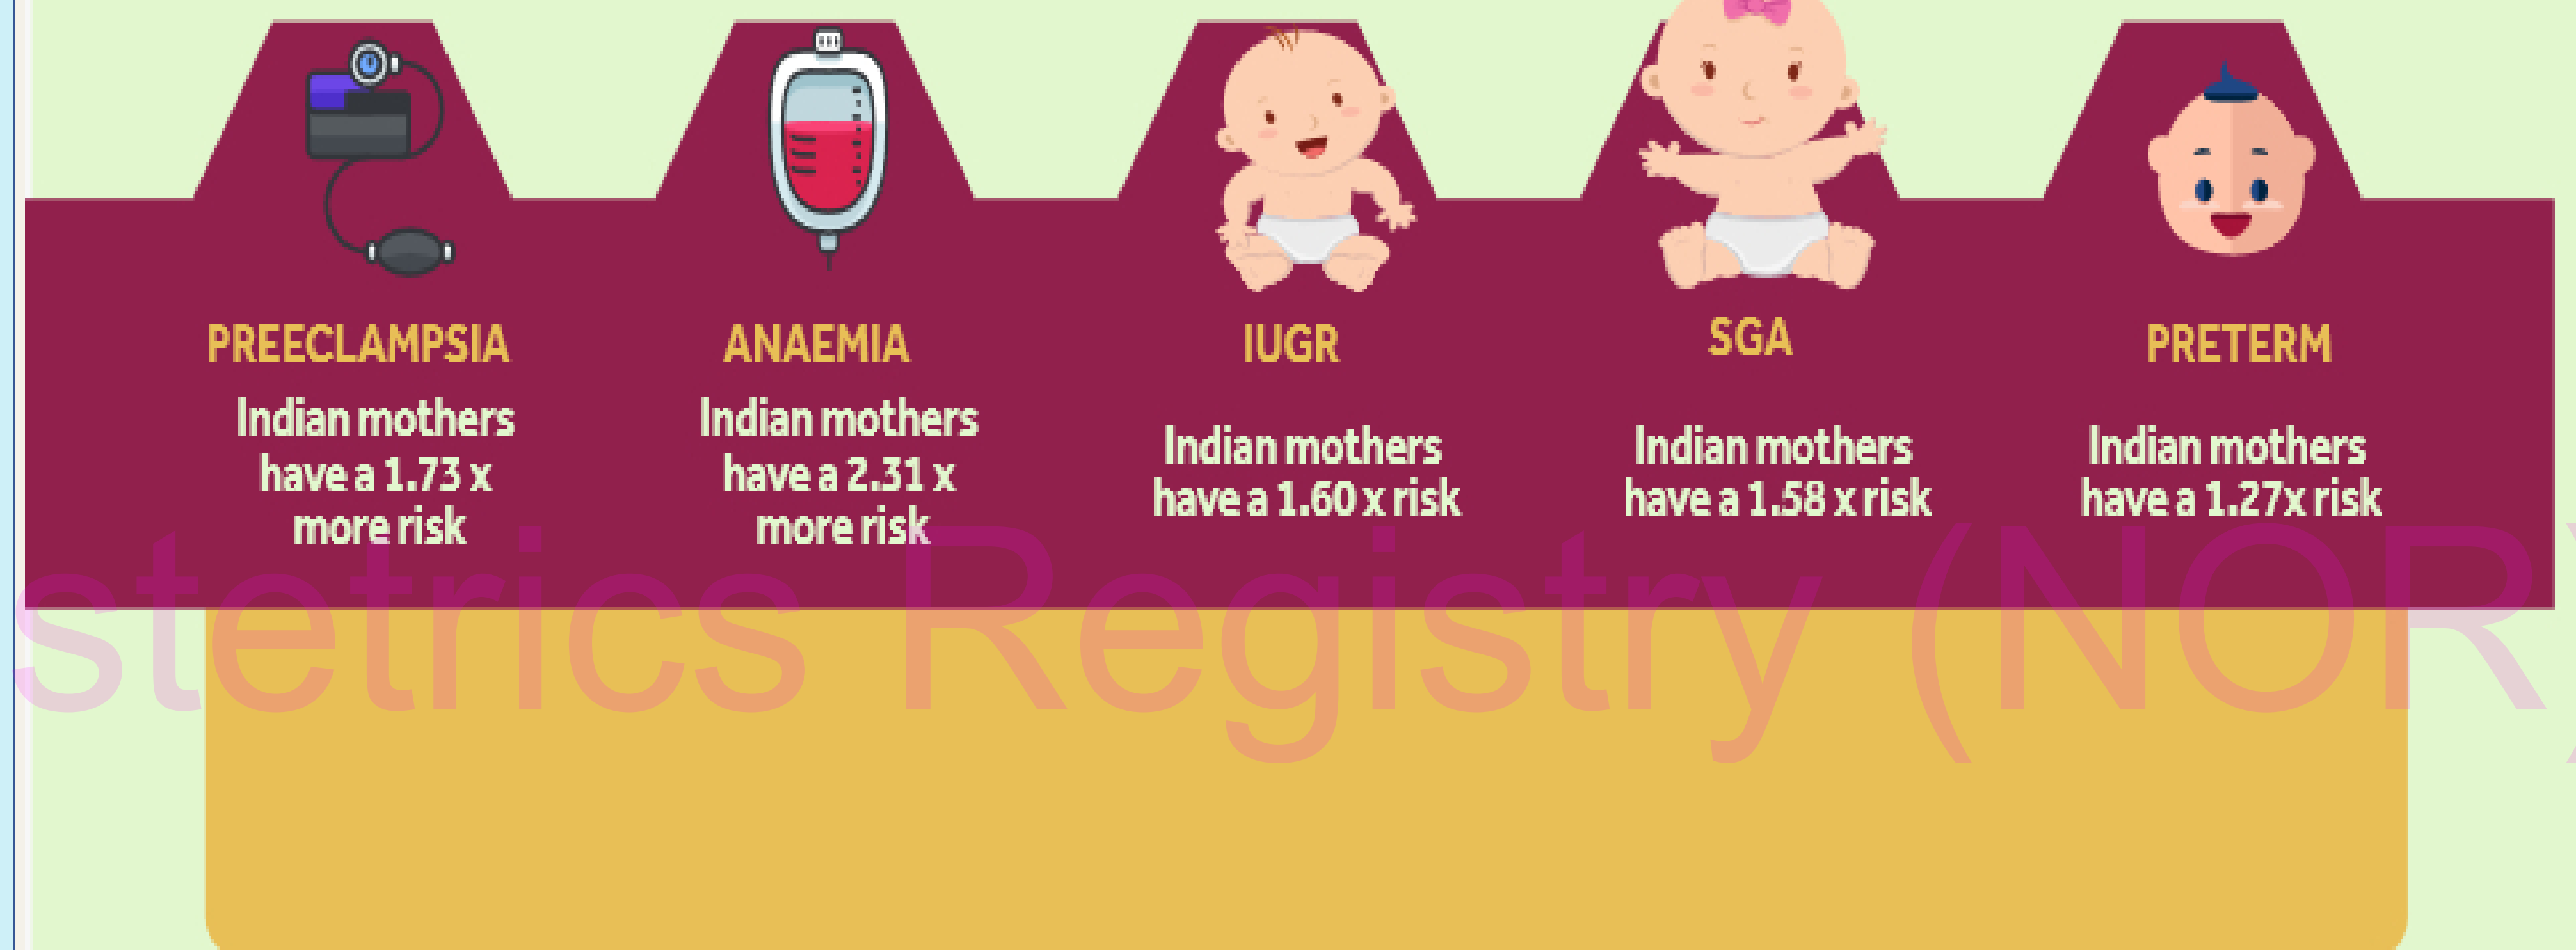 PREECLAMPSIA
Indian mothers
have a 1.73 x
more risk
ANAEMIA
Indian mothers
have a 2.31 x
more risk
IUGR
Indian mothers
have a 1.60 x risk
SGA
Indian mothers
have a 1.58 x risk
PRETERM
Indian mothers
have a 1.27x risk
stetrics Registry (NOR)